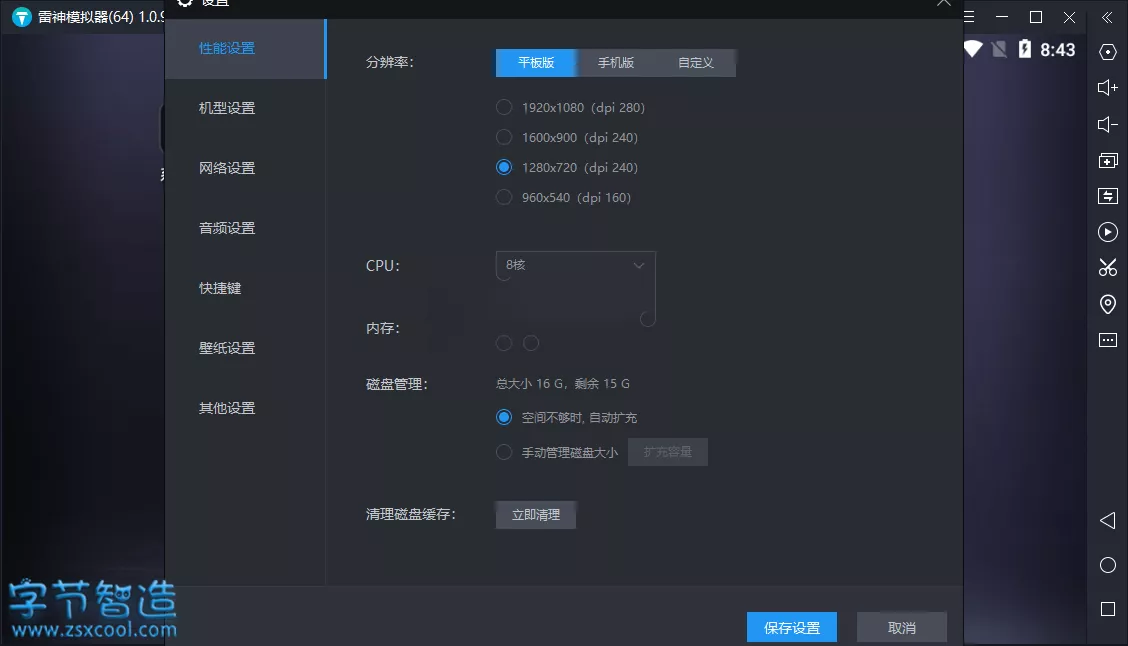 雷神模拟器(64) 1.0.9
设置
8:43
性能设置
机型设置
网络设置
音频设置
快捷键
壁纸设置
其他设置
分辨率:
平板版 手机版 自定义
1920x1080 (dpi 280)
1600x900 (dpi 240)
1280x720 (dpi 240)
960x540 (dpi 160)
CPU: 8核
内存:
磁盘管理: 总大小 16 G, 剩余 15 G
空间不够时, 自动扩充
手动管理磁盘大小 扩充容量
清理磁盘缓存: 立即清理
保存设置 取消
字节智造
www.zsxcool.com